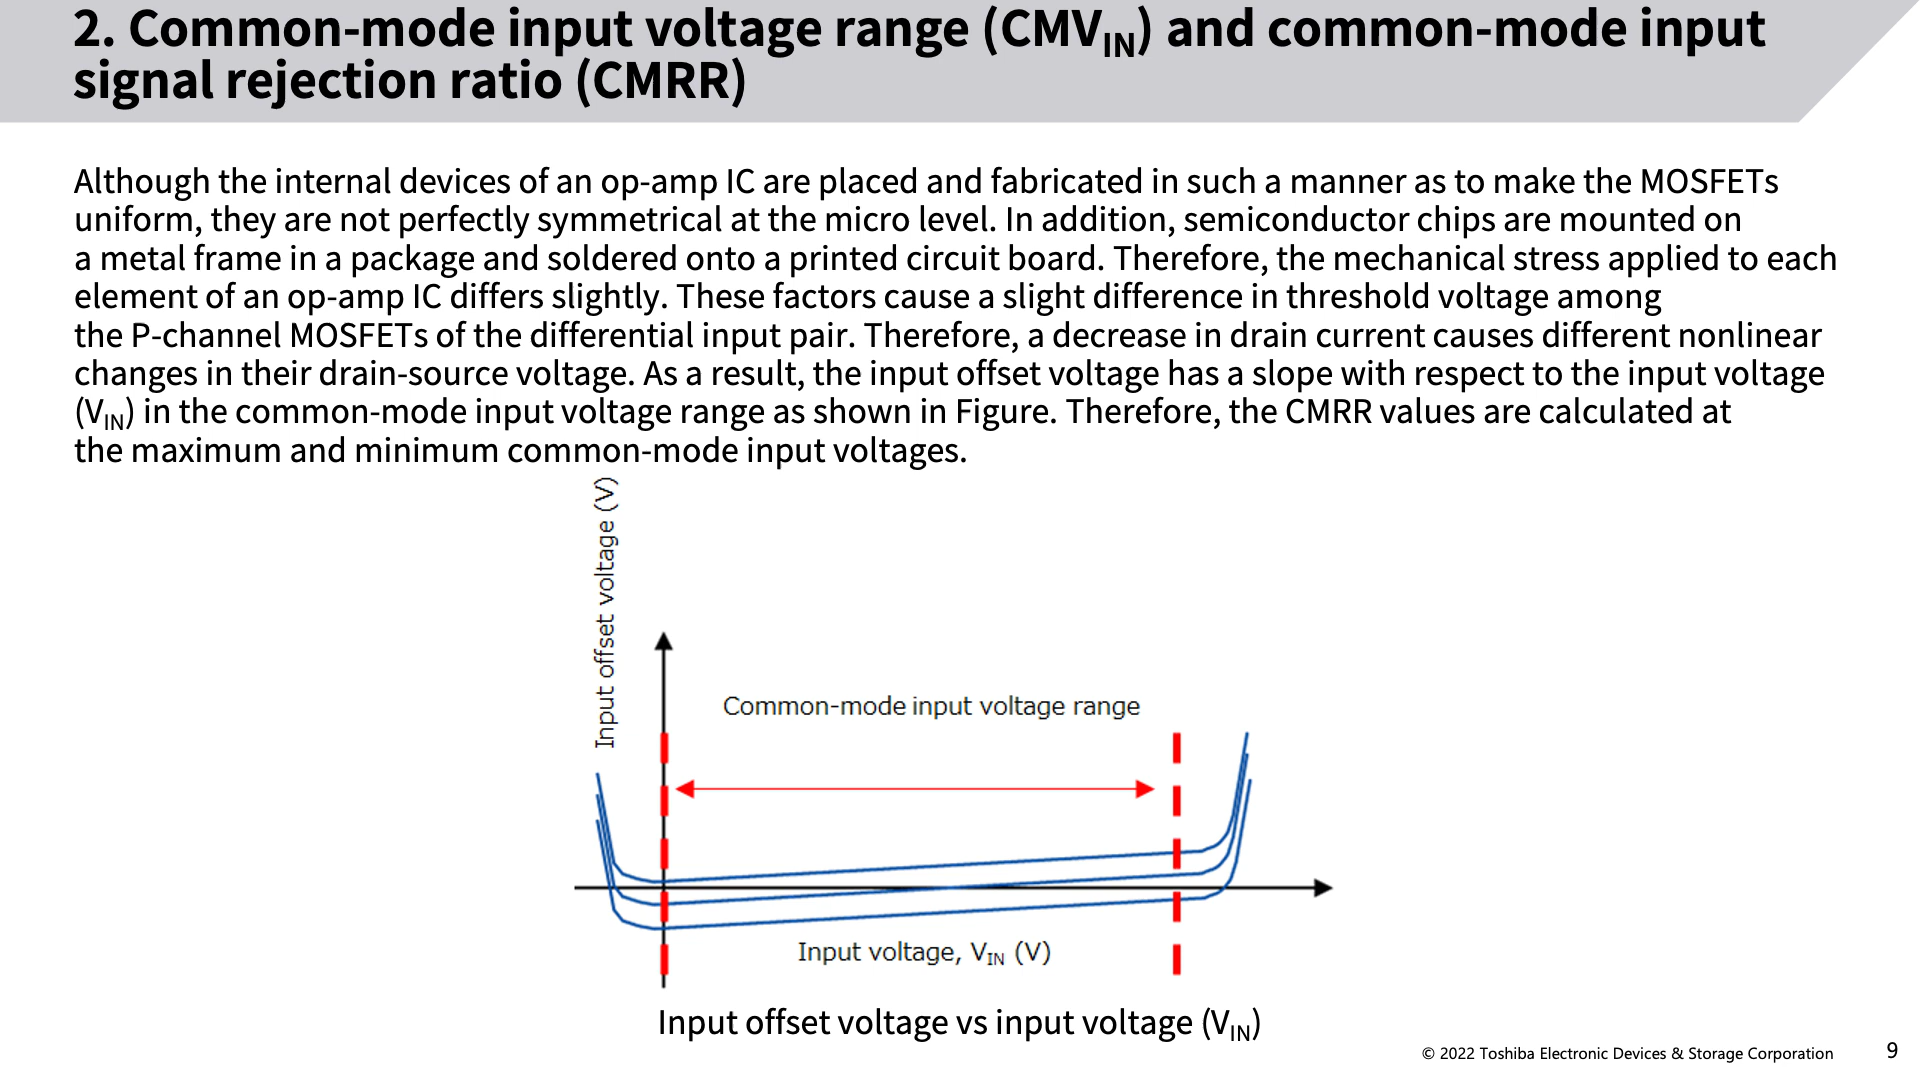 2. Common-mode input voltage range (CMVIN) and common-mode input
signal rejection ratio (CMRR)
Although the internal devices of an op-amp IC are placed and fabricated in such a manner as to make the MOSFETs
uniform, they are not perfectly symmetrical at the micro level. In addition, semiconductor chips are mounted on
a metal frame in a package and soldered onto a printed circuit board. Therefore, the mechanical stress applied to each
element of an op-amp IC differs slightly. These factors cause a slight difference in threshold voltage among
the P-channel MOSFETs of the differential input pair. Therefore, a decrease in drain current causes different nonlinear
changes in their drain-source voltage. As a result, the input offset voltage has a slope with respect to the input voltage
(VIN) in the common-mode input voltage range as shown in Figure. Therefore, the CMRR values are calculated at
the maximum and minimum common-mode input voltages.
Input offset voltage (V)
Common-mode input voltage range
Input voltage, VIN (V)
Input offset voltage vs input voltage (VIN)
© 2022 Toshiba Electronic Devices & Storage Corporation
9